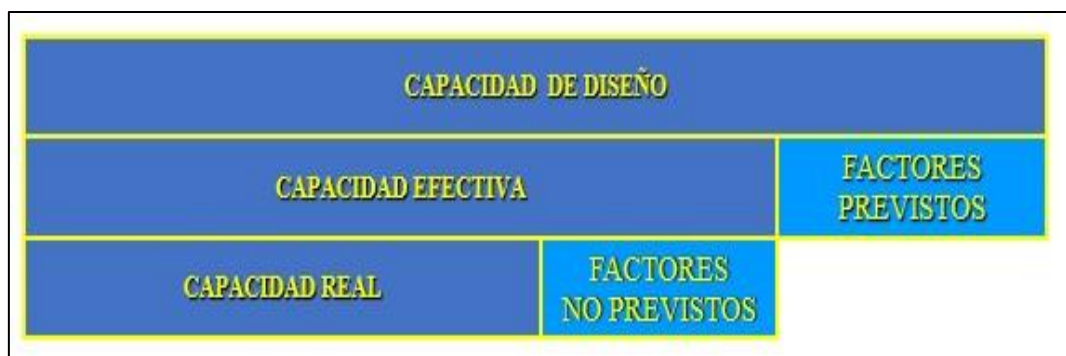 CAPACIDAD DE DISEÑO
CAPACIDAD EFECTIVA
FACTORES
PREVISTOS
CAPACIDAD REAL
FACTORES
NO PREVISTOS